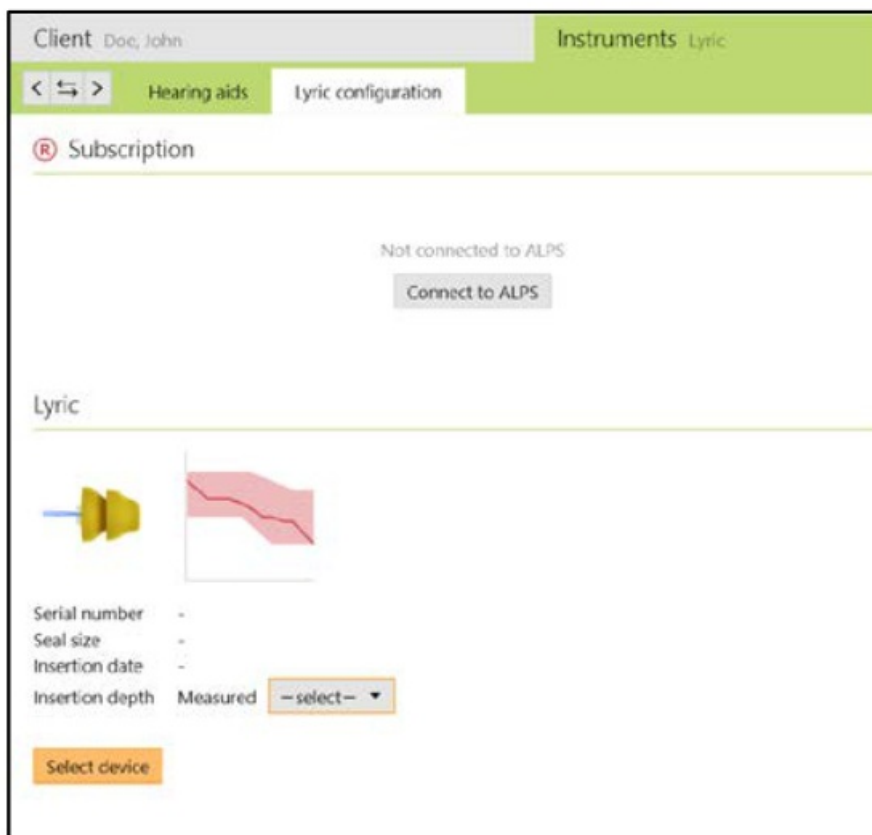 Client Doe, John
Instruments Lyric
< ⇆ > Hearing aids Lyric configuration
Ⓡ Subscription
Not connected to ALPS
Connect to ALPS
Lyric
Serial number -
Seal size -
Insertion date -
Insertion depth Measured —select— ▼
Select device